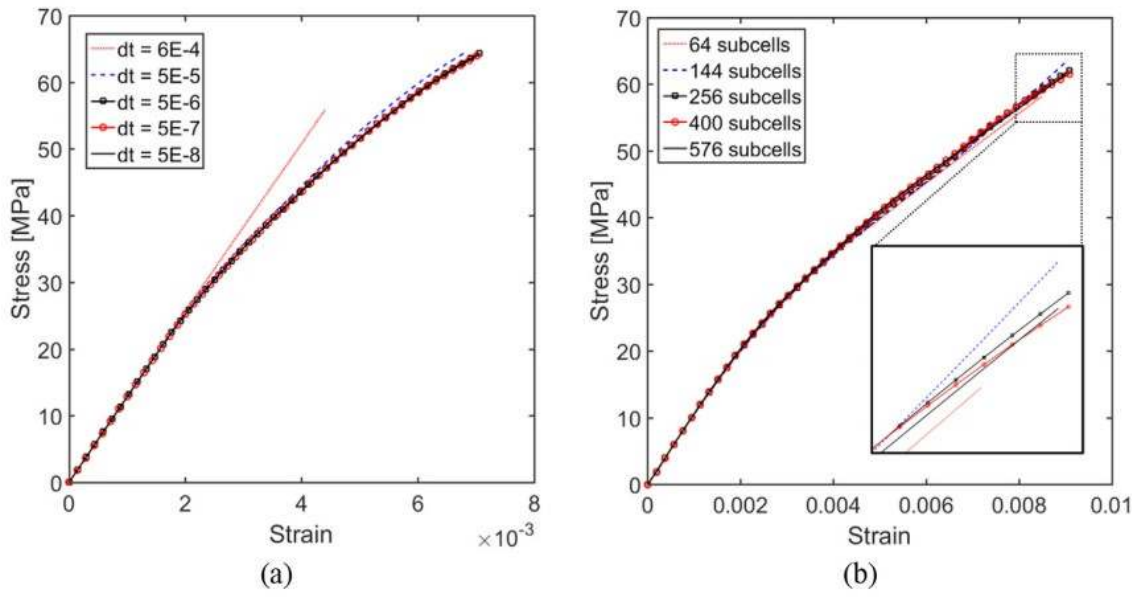 70
60
50
40
30
20
10
0
Stress [MPa]
dt = 6E-4
dt = 5E-5
dt = 5E-6
dt = 5E-7
dt = 5E-8
0 2 4 6 8
Strain
×10⁻³
(a)
70
60
50
40
30
20
10
0
Stress [MPa]
64 subcells
144 subcells
256 subcells
400 subcells
576 subcells
0 0.002 0.004 0.006 0.008 0.01
Strain
(b)